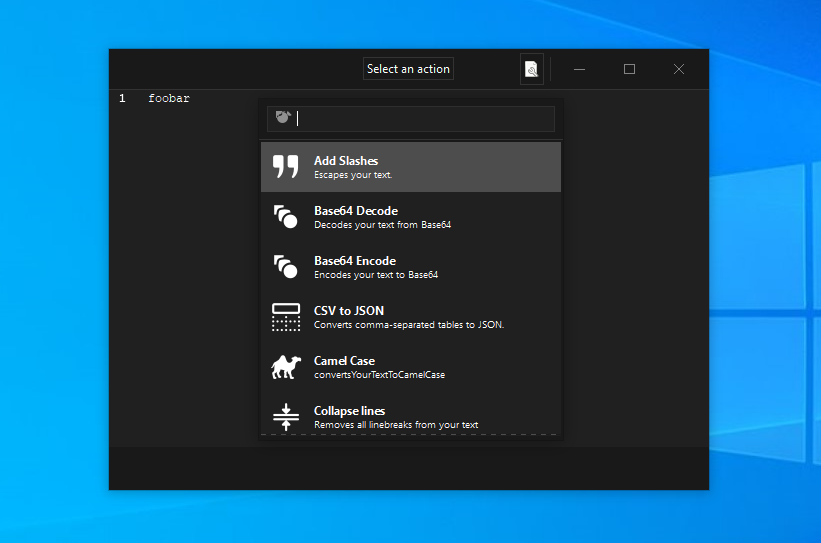 Select an action
1 foobar
Add Slashes
Escapes your text.
Base64 Decode
Decodes your text from Base64
Base64 Encode
Encodes your text to Base64
CSV to JSON
Converts comma-separated tables to JSON.
Camel Case
convertsYourTextToCamelCase
Collapse lines
Removes all linebreaks from your text